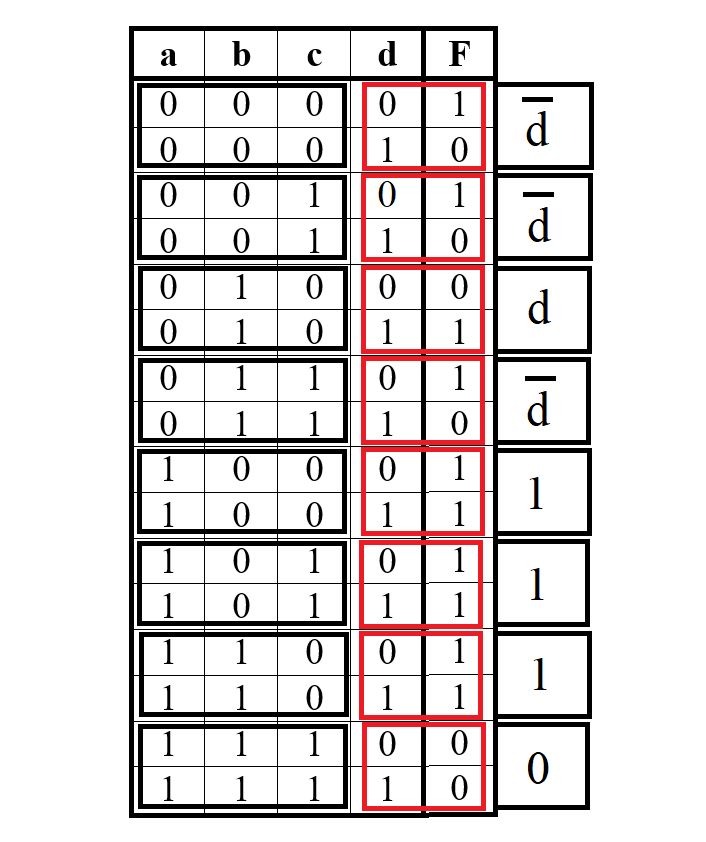 a b c d F
0 0 0 0 1
0 0 0 1 0
d̅
0 0 1 0 1
0 0 1 1 0
d̅
0 1 0 0 0
0 1 0 1 1
d
0 1 1 0 1
0 1 1 1 0
d̅
1 0 0 0 1
1 0 0 1 1
1
1 0 1 0 1
1 0 1 1 1
1
1 1 0 0 1
1 1 0 1 1
1
1 1 1 0 0
1 1 1 1 0
0